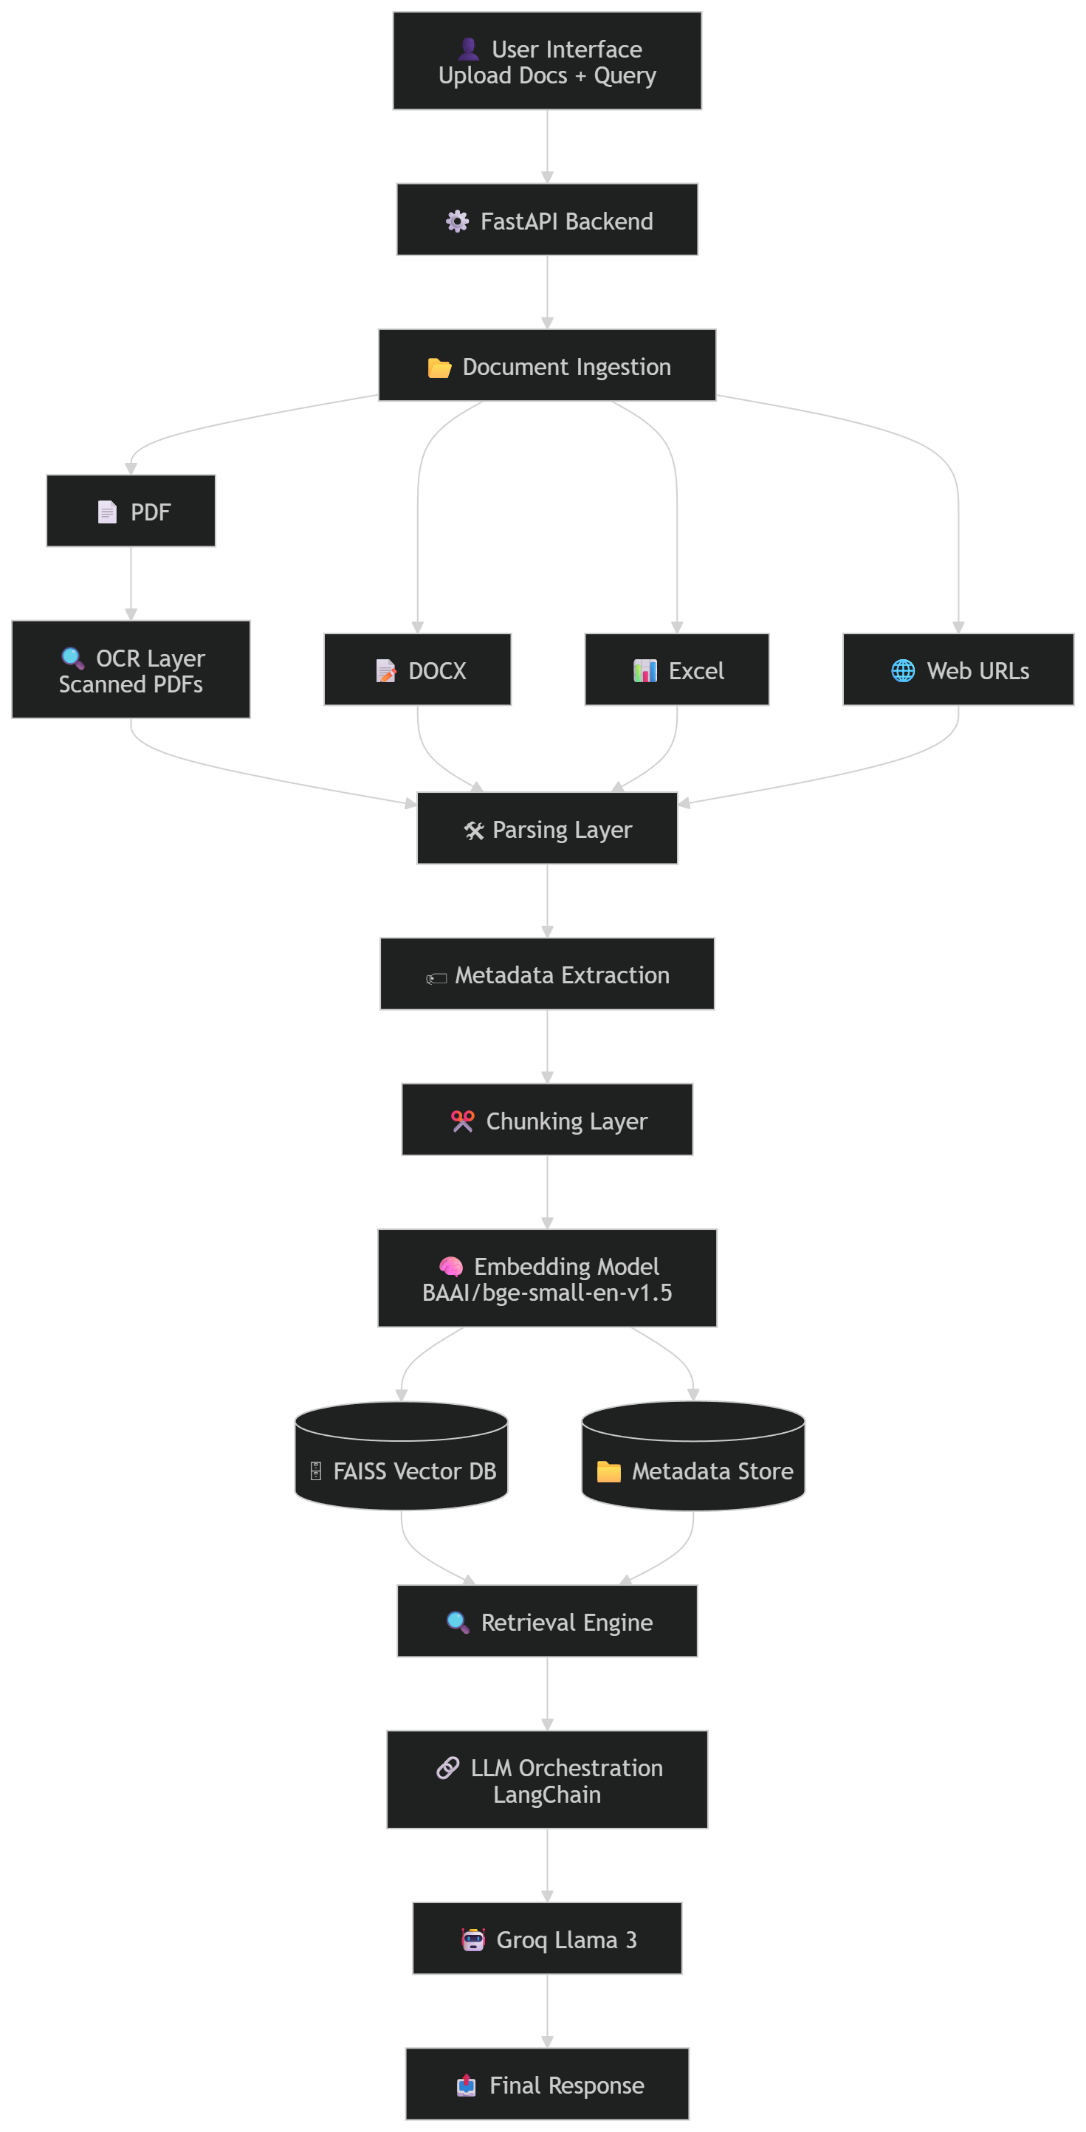 👤 User Interface
Upload Docs + Query
⚙️ FastAPI Backend
📂 Document Ingestion
📄 PDF
🔍 OCR Layer
Scanned PDFs
📝 DOCX
📊 Excel
🌐 Web URLs
🛠 Parsing Layer
🏷 Metadata Extraction
✂️ Chunking Layer
🧠 Embedding Model
BAAI/bge-small-en-v1.5
🗄 FAISS Vector DB
📁 Metadata Store
🔍 Retrieval Engine
🔗 LLM Orchestration
LangChain
🤖 Groq Llama 3
📤 Final Response